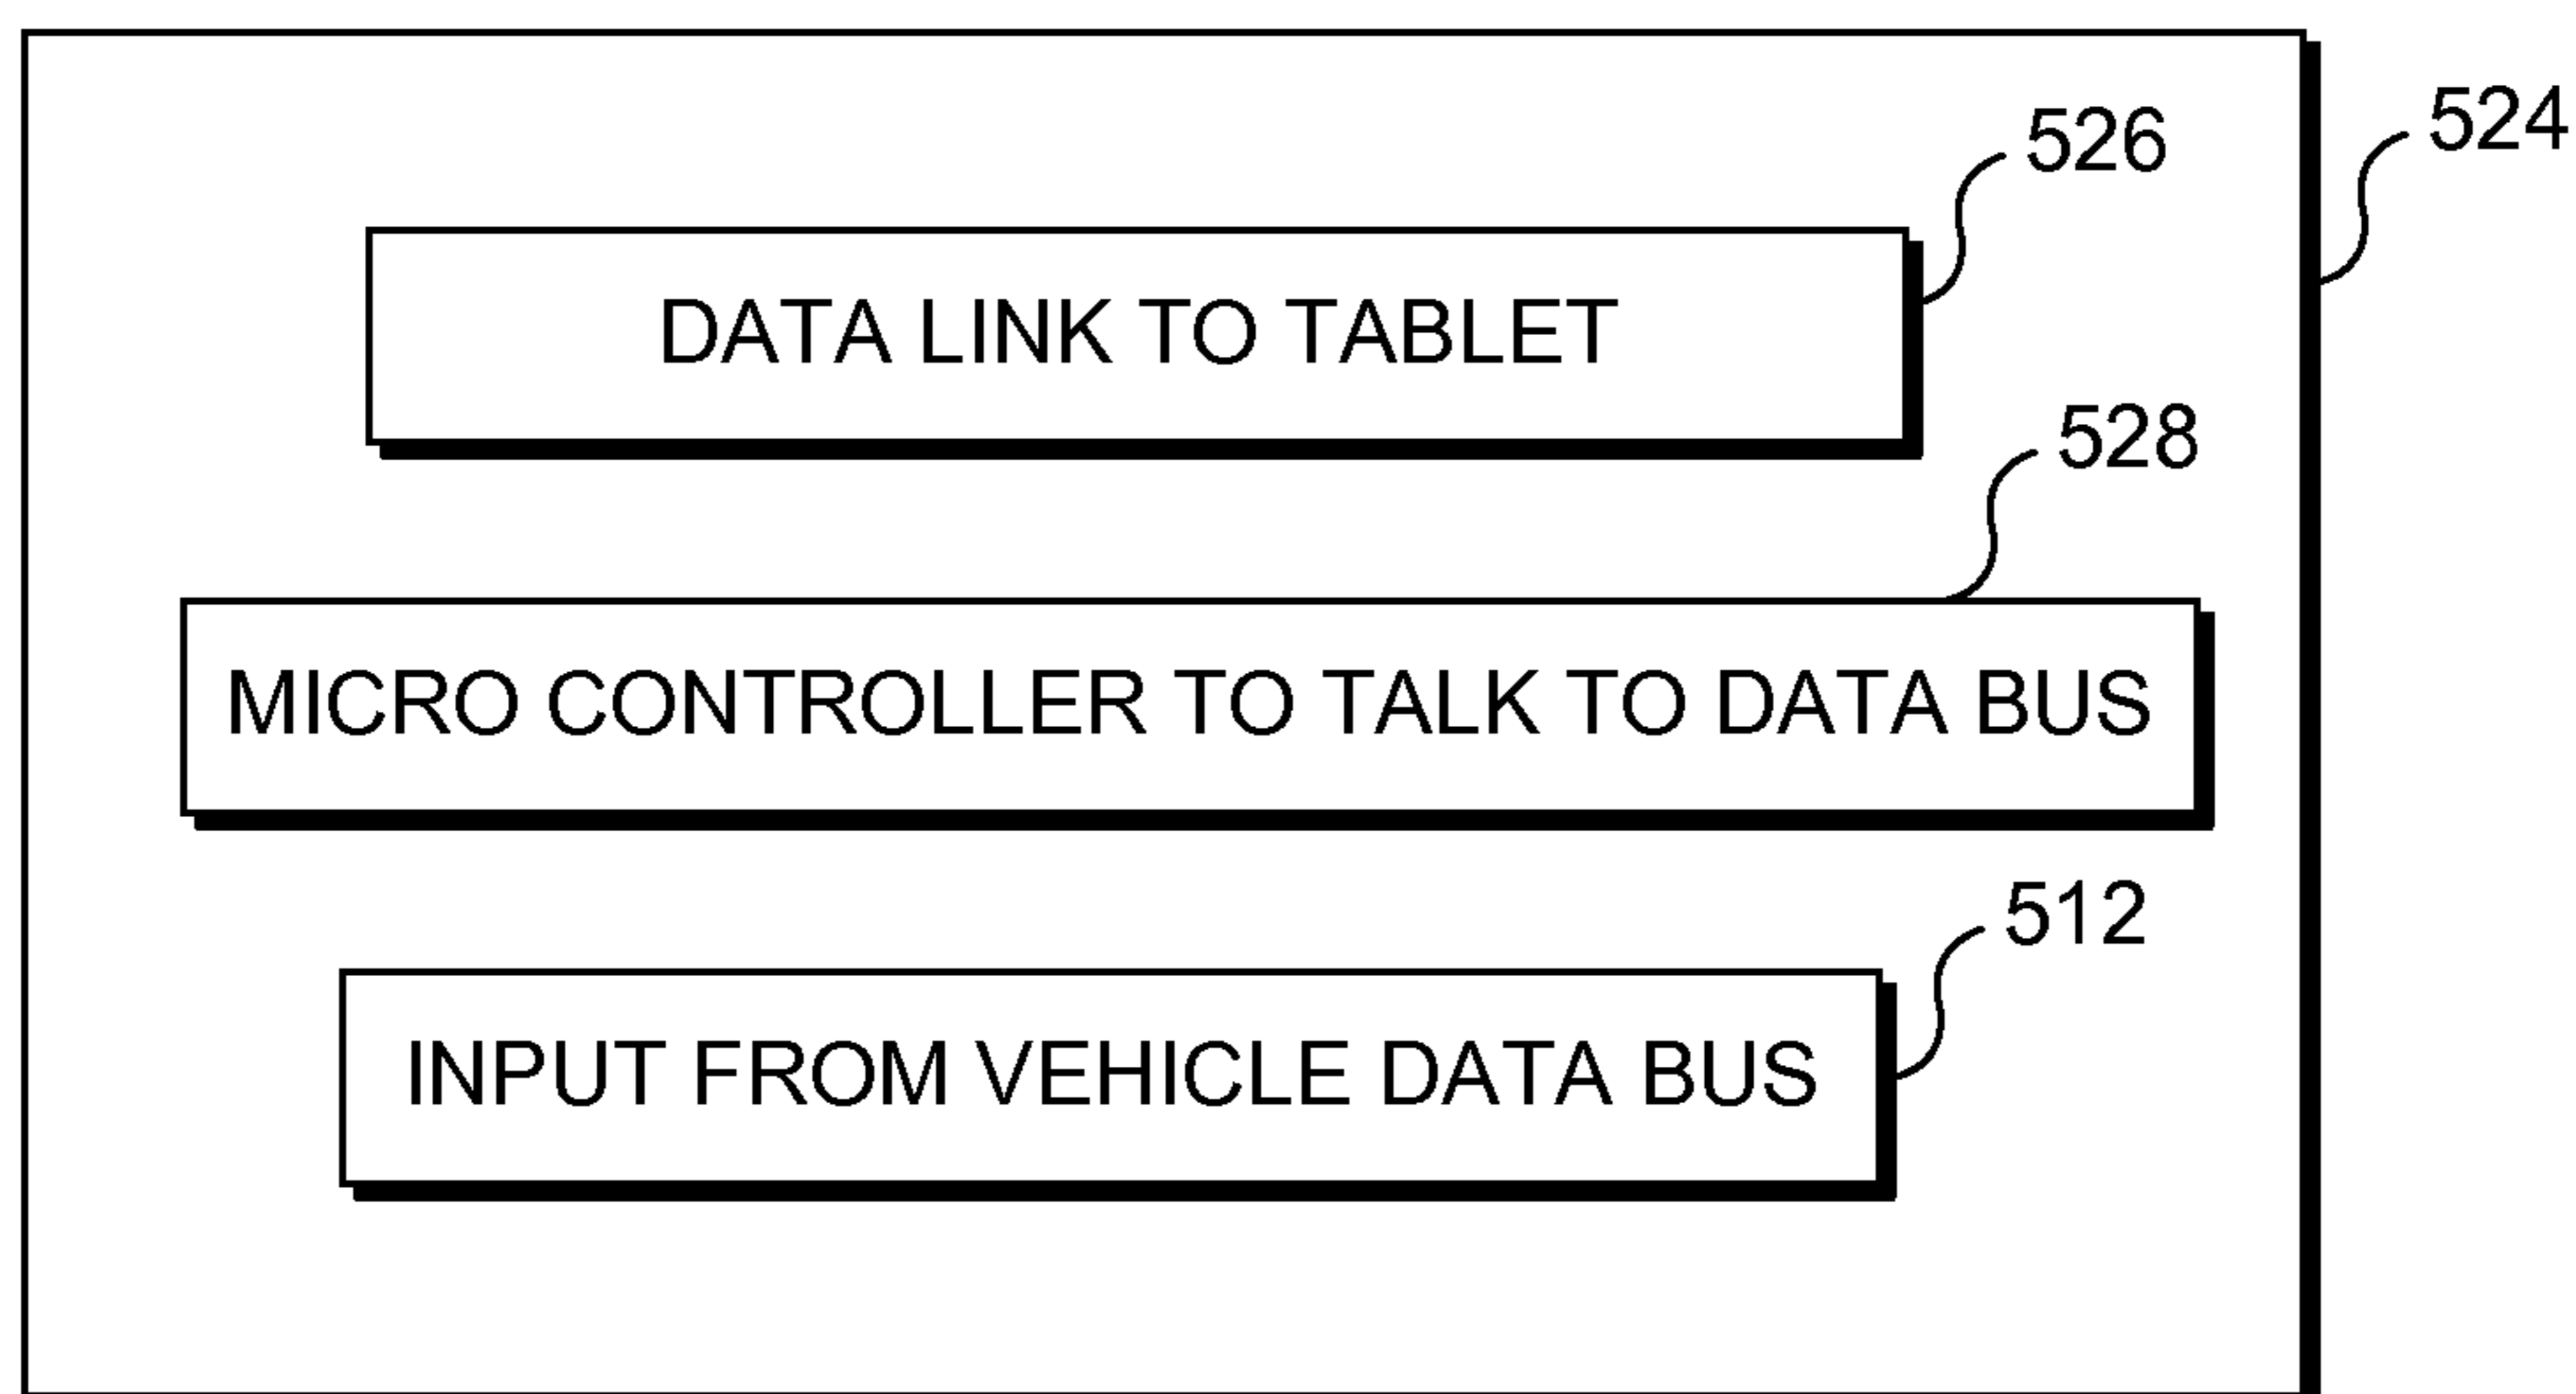 524
526
DATA LINK TO TABLET
528
MICRO CONTROLLER TO TALK TO DATA BUS
512
INPUT FROM VEHICLE DATA BUS